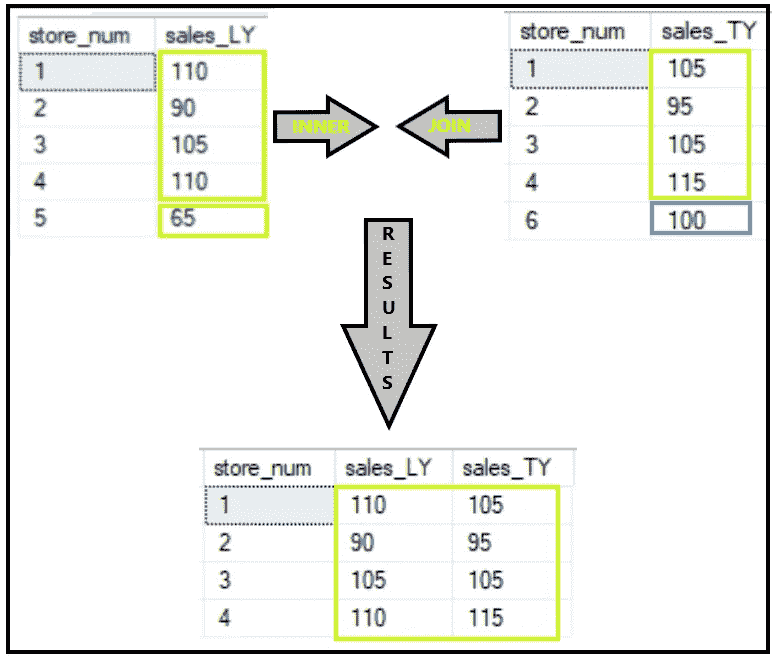 store_num sales_LY
1 110
2 90
3 105
4 110
5 65
store_num sales_TY
1 105
2 95
3 105
4 115
6 100
INNER
JOIN
RESULTS
store_num sales_LY sales_TY
1 110 105
2 90 95
3 105 105
4 110 115